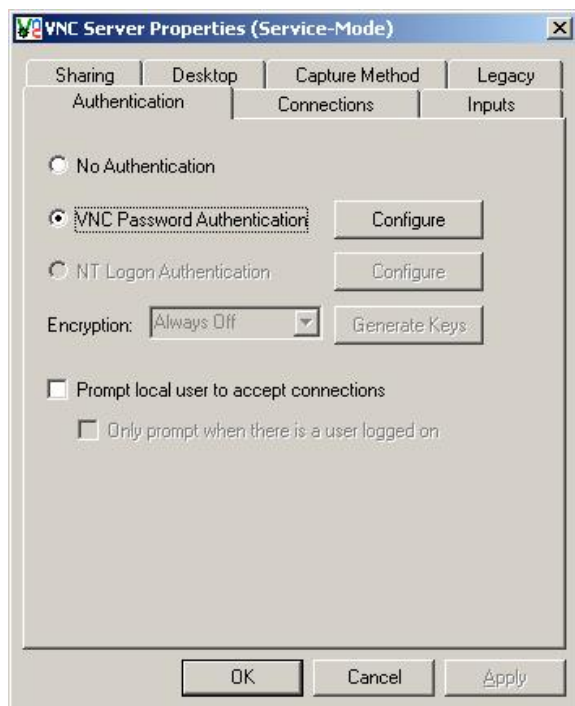 VNC Server Properties (Service-Mode)
Sharing Desktop Capture Method Legacy
Authentication Connections Inputs
No Authentication
VNC Password Authentication Configure
NT Logon Authentication Configure
Encryption: Always Off Generate Keys
Prompt local user to accept connections
Only prompt when there is a user logged on
OK Cancel Apply